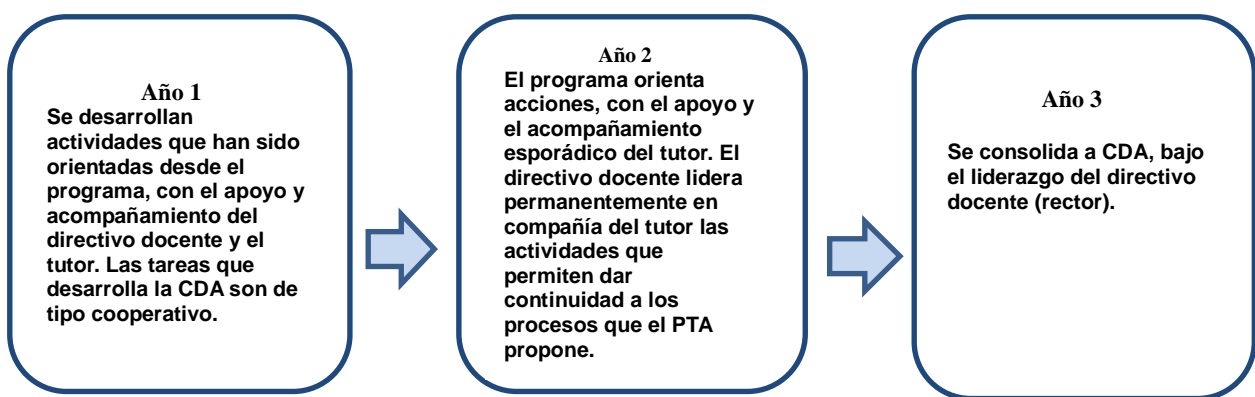 Año 1
Se desarrollan
actividades que han sido
orientadas desde el
programa, con el apoyo y
acompañamiento del
directivo docente y el
tutor. Las tareas que
desarrolla la CDA son de
tipo cooperativo.
Año 2
El programa orienta
acciones, con el apoyo y
el acompañamiento
esporádico del tutor. El
directivo docente lidera
permanentemente en
compañía del tutor las
actividades que
permiten dar
continuidad a los
procesos que el PTA
propone.
Año 3
Se consolida a CDA, bajo
el liderazgo del directivo
docente (rector).